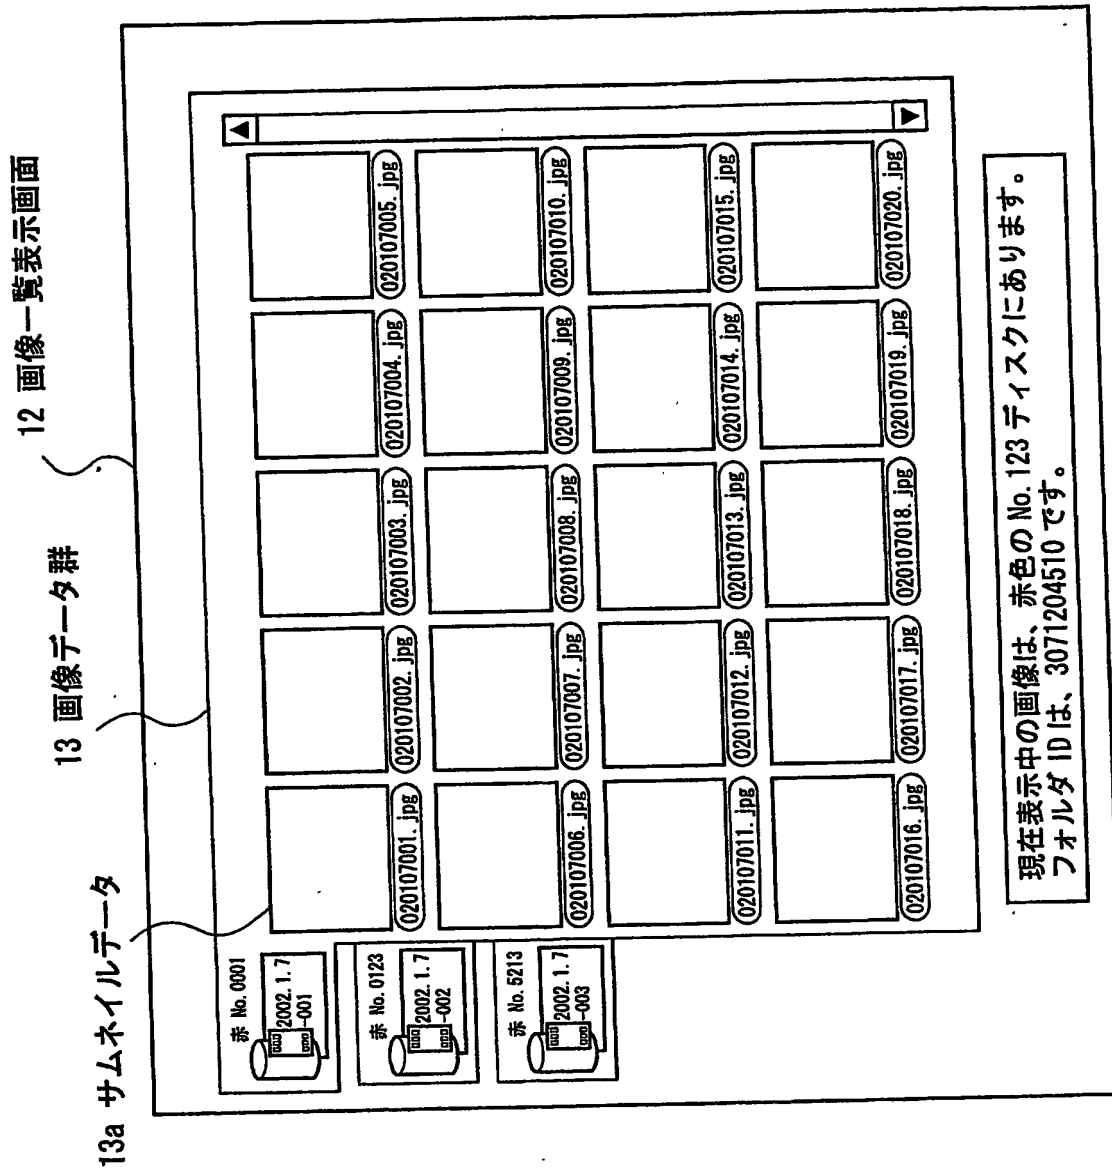 12 画像一覧表示画面
13 画像データ群
13a サムネイルデータ
赤 No. 0001
2002. 1. 7
-001
赤 No. 0123
2002. 1. 7
-002
赤 No. 5213
2002. 1. 7
-003
▲
020107001. jpg
020107002. jpg
020107003. jpg
020107004. jpg
020107005. jpg
020107006. jpg
020107007. jpg
020107008. jpg
020107009. jpg
020107010. jpg
020107011. jpg
020107012. jpg
020107013. jpg
020107014. jpg
020107015. jpg
020107016. jpg
020107017. jpg
020107018. jpg
020107019. jpg
020107020. jpg
▼
現在表示中の画像は、赤色の No. 123 ディスクにあります。
フォルダ IDは、3071204510 です。